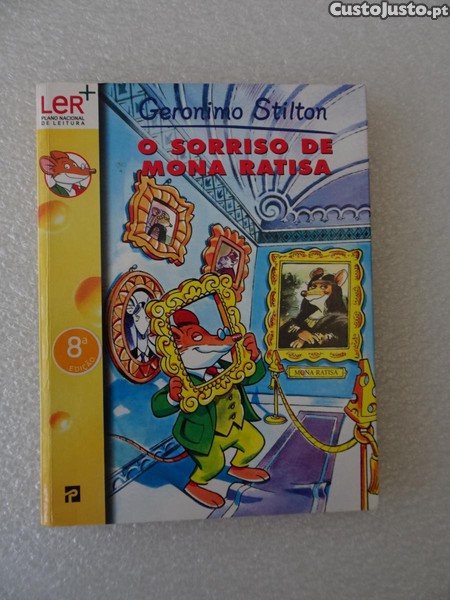 CustoJusto.pt
LeR+
PLANO NACIONAL
DE LEITURA
Geronimo Stilton
O SORRISO DE
MONA RATISA
8ª
EDIÇÃO
MONA RATISA